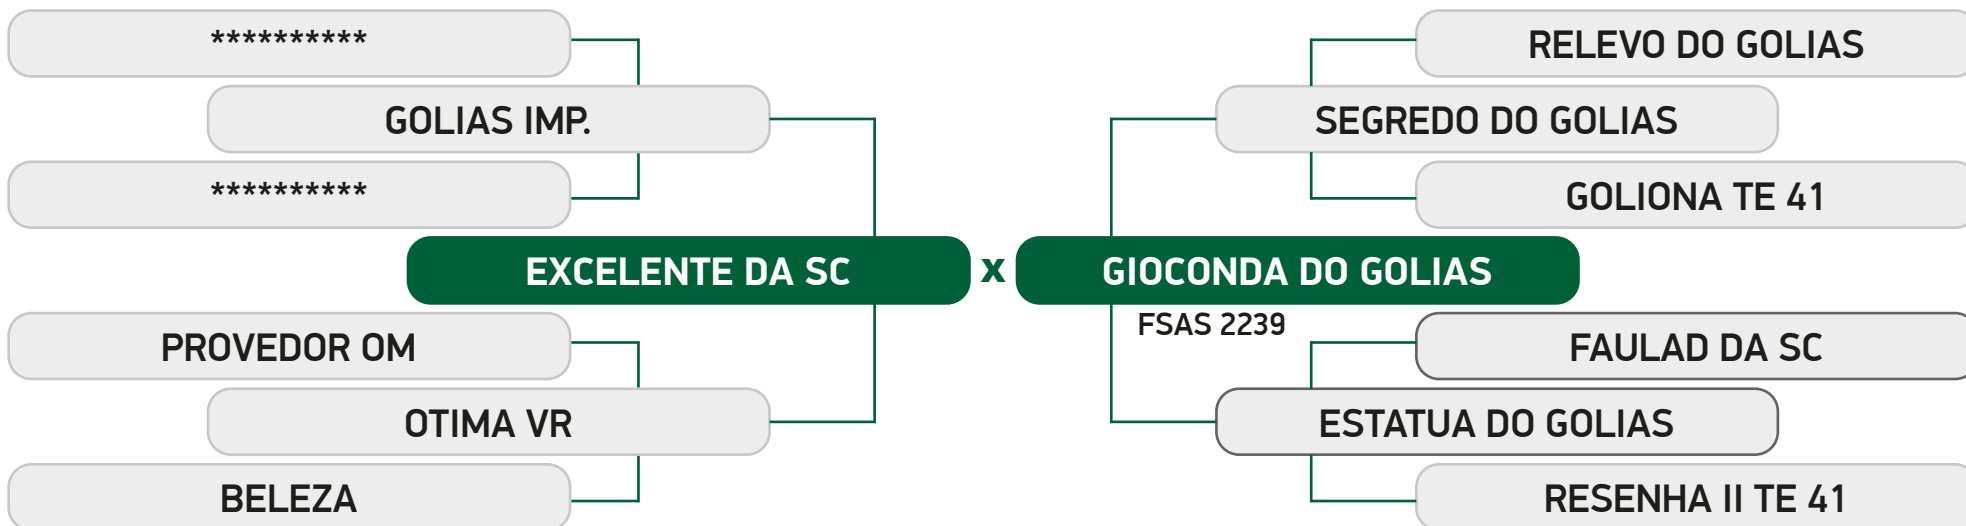 **********
GOLIAS IMP.
**********
EXCELENTE DA SC
PROVEDOR OM
OTIMA VR
BELEZA
x
RELEVO DO GOLIAS
SEGREDO DO GOLIAS
GOLIONA TE 41
GIOCONDA DO GOLIAS
FSAS 2239
FAULAD DA SC
ESTATUA DO GOLIAS
RESENHA II TE 41